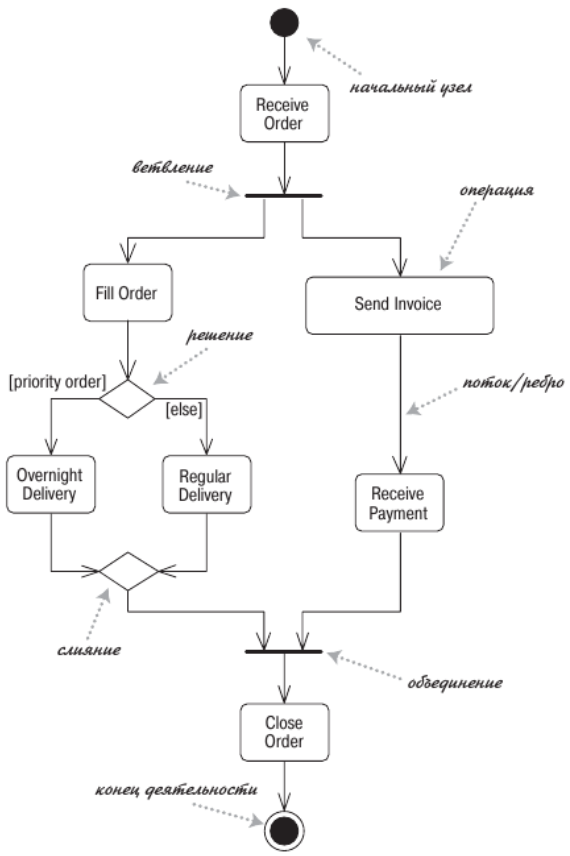 начальный узел
Receive
Order
ветвление
операция
Fill Order
Send Invoice
решение
[priority order]
[else]
поток/ребро
Overnight
Delivery
Regular
Delivery
Receive
Payment
слияние
объединение
Close
Order
конец деятельности